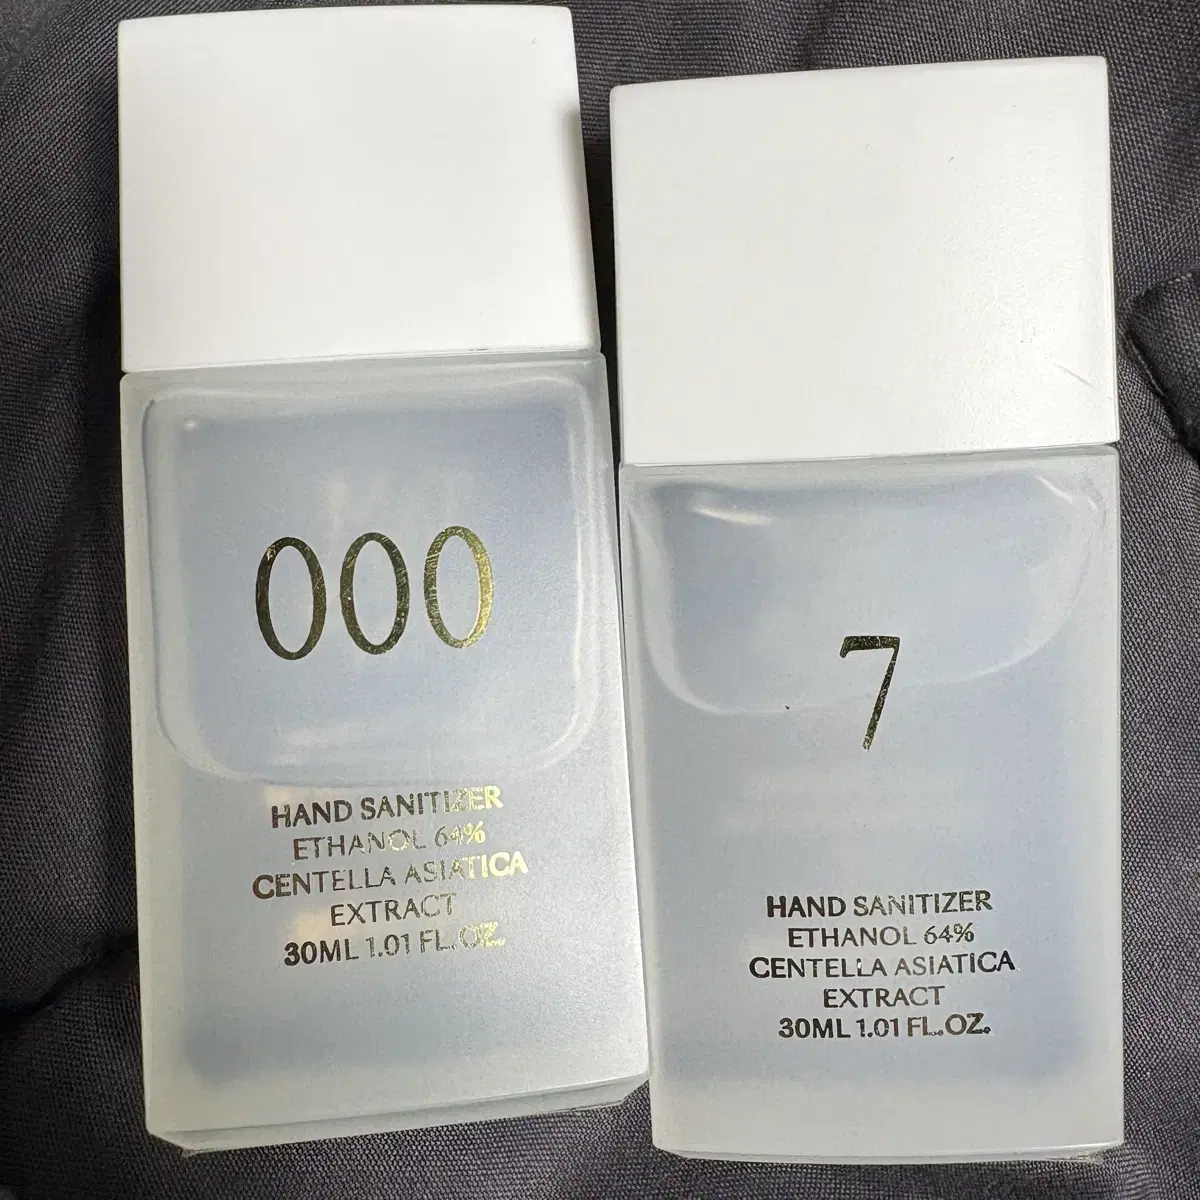 000
HAND SANITIZER
ETHANOL 64%
CENTELLA ASIATICA
EXTRACT
30ML 1.01 FL.OZ.
7
HAND SANITIZER
ETHANOL 64%
CENTELLA ASIATICA
EXTRACT
30ML 1.01 FL.OZ.